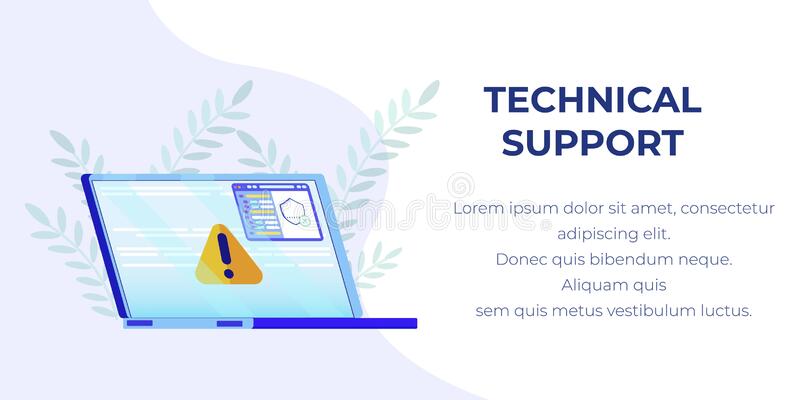 TECHNICAL
SUPPORT
Lorem ipsum dolor sit amet, consectetur
adipiscing elit.
Donec quis bibendum neque.
Aliquam quis
sem quis metus vestibulum luctus.
dreamstime